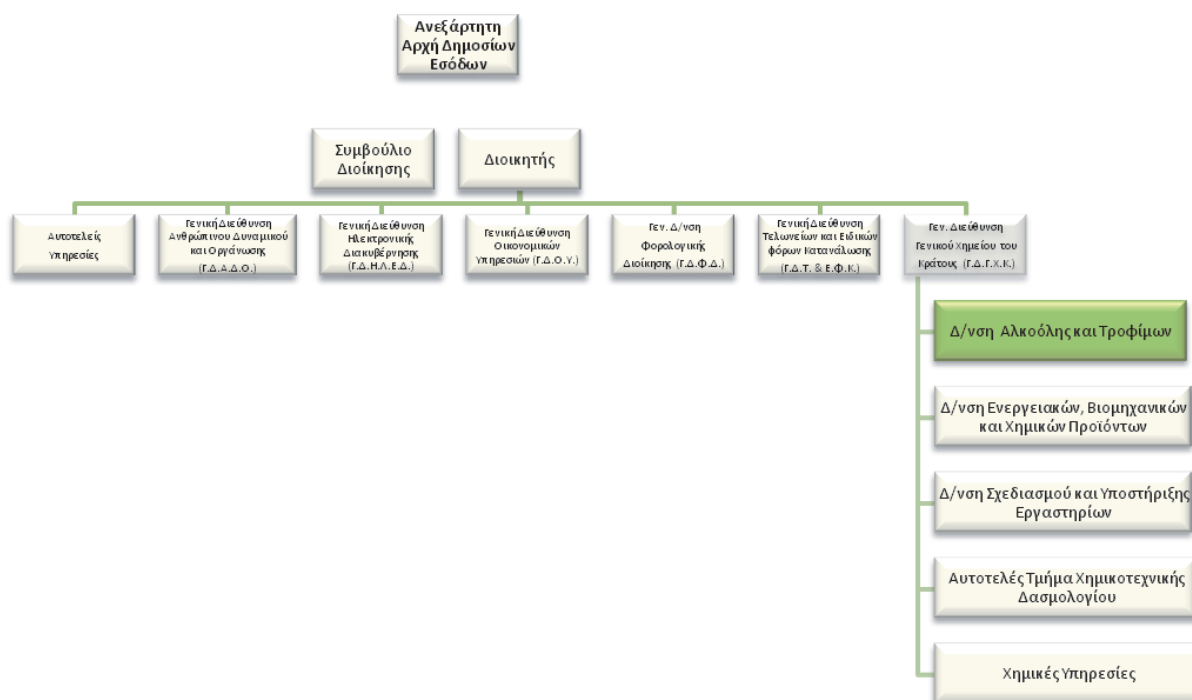 Ανεξάρτητη
Αρχή Δημοσίων
Εσόδων
Συμβούλιο
Διοίκησης
Διοικητής
Αυτοτελείς
Υπηρεσίες
Γενική Διεύθυνση
Ανθρώπινου Δυναμικού
και Οργάνωσης
(Γ.Δ.Α.Δ.Ο.)
Γενική Διεύθυνση
Ηλεκτρονικής
Διακυβέρνησης
(Γ.Δ.Η.Λ.Ε.Δ.)
Γενική Διεύθυνση
Οικονομικών
Υπηρεσιών (Γ.Δ.Ο.Υ.)
Γεν. Δ/νση
Φορολογικής
Διοίκησης (Γ.Δ.Φ.Δ.)
Γενική Διεύθυνση
Τελωνείων και Ειδικών
φόρων Κατανάλωσης
(Γ.Δ.Τ. & Ε.Φ.Κ.)
Γεν. Διεύθυνση
Γενικού Χημείου του
Κράτους (Γ.Δ.Γ.Χ.Κ.)
Δ/νση Αλκοόλης και Τροφίμων
Δ/νση Ενεργειακών, Βιομηχανικών
και Χημικών Προϊόντων
Δ/νση Σχεδιασμού και Υποστήριξης
Εργαστηρίων
Αυτοτελές Τμήμα Χημικοτεχνικής
Δασμολογίου
Χημικές Υπηρεσίες